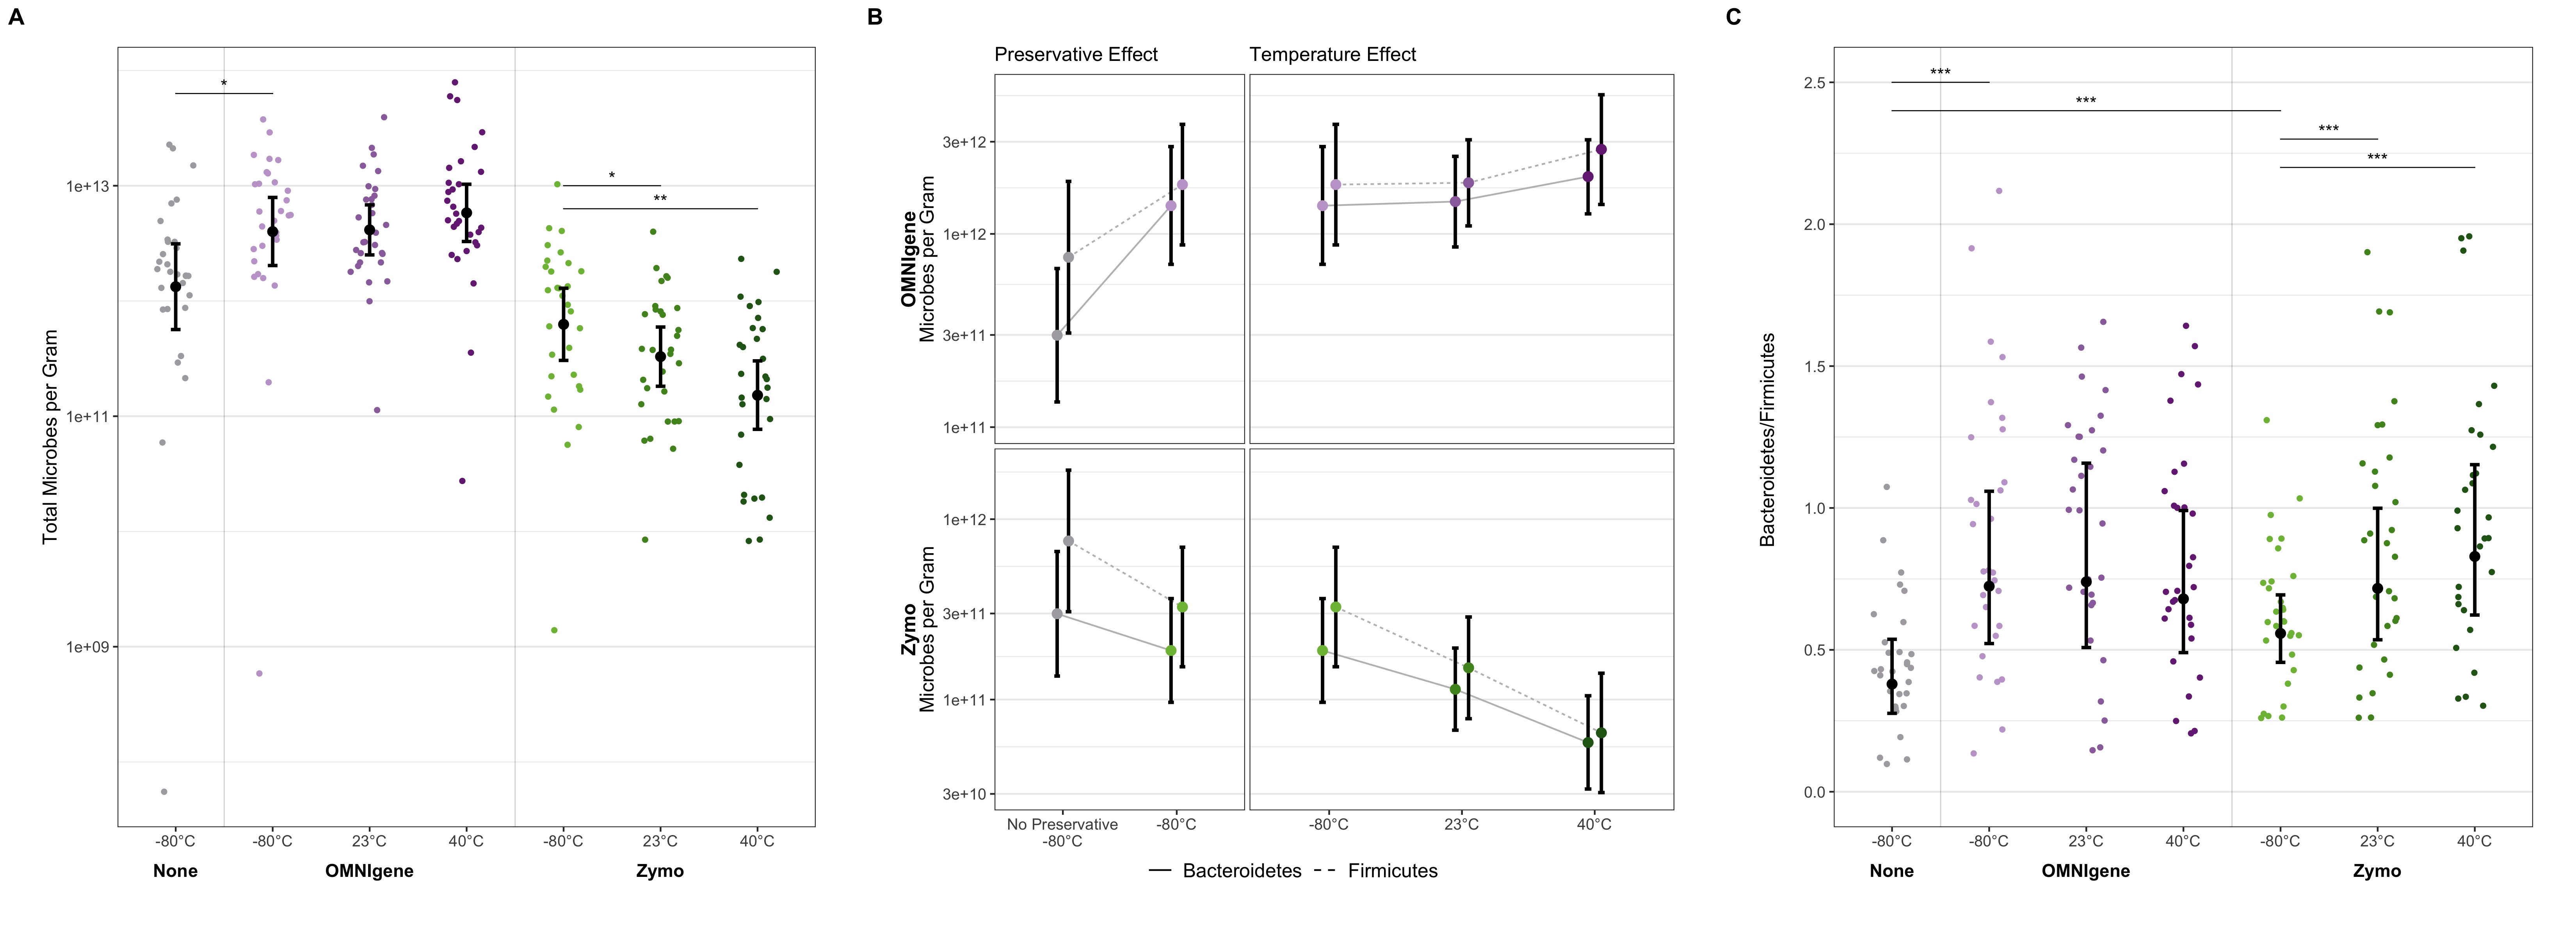 A
Total Microbes per Gram
1e+13
1e+11
1e+09
*
*
**
-80°C
-80°C
23°C
40°C
-80°C
23°C
40°C
None
OMNIgene
Zymo
B
Preservative Effect
Temperature Effect
OMNIgene
Microbes per Gram
3e+12
1e+12
3e+11
1e+11
Zymo
Microbes per Gram
1e+12
3e+11
1e+11
3e+10
No Preservative
-80°C
-80°C
-80°C
23°C
40°C
Bacteroidetes
Firmicutes
C
Bacteroidetes/Firmicutes
2.5
2.0
1.5
1.0
0.5
0.0
***
***
***
***
-80°C
-80°C
23°C
40°C
-80°C
23°C
40°C
None
OMNIgene
Zymo